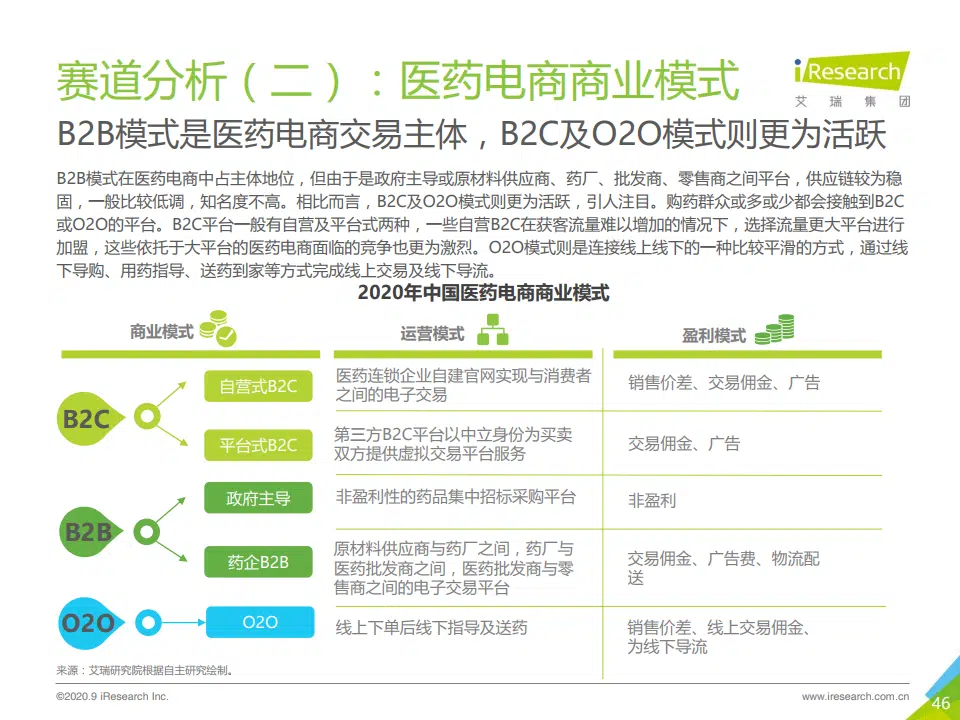 赛道分析（二）：医药电商商业模式
iResearch
艾 瑞 集 团
B2B模式是医药电商交易主体，B2C及O2O模式则更为活跃
B2B模式在医药电商中占主体地位，但由于是政府主导或原材料供应商、药厂、批发商、零售商之间平台，供应链较为稳
固，一般比较低调，知名度不高。相比而言，B2C及O2O模式则更为活跃，引人注目。购药群众或多或少都会接触到B2C
或O2O的平台。B2C平台一般有自营及平台式两种，一些自营B2C在获客流量难以增加的情况下，选择流量更大平台进行
加盟，这些依托于大平台的医药电商面临的竞争也更为激烈。O2O模式则是连接线上线下的一种比较平滑的方式，通过线
下导购、用药指导、送药到家等方式完成线上交易及线下导流。
2020年中国医药电商商业模式
商业模式
运营模式
盈利模式
B2C
自营式B2C
医药连锁企业自建官网实现与消费者
之间的电子交易
销售价差、交易佣金、广告
平台式B2C
第三方B2C平台以中立身份为买卖
双方提供虚拟交易平台服务
交易佣金、广告
B2B
政府主导
非盈利性的药品集中招标采购平台
非盈利
药企B2B
原材料供应商与药厂之间，药厂与
医药批发商之间，医药批发商与零
售商之间的电子交易平台
交易佣金、广告费、物流配
送
O2O
O2O
线上下单后线下指导及送药
销售价差、线上交易佣金、
为线下导流
来源：艾瑞研究院根据自主研究绘制。
©2020.9 iResearch Inc.
www.iresearch.com.cn
46